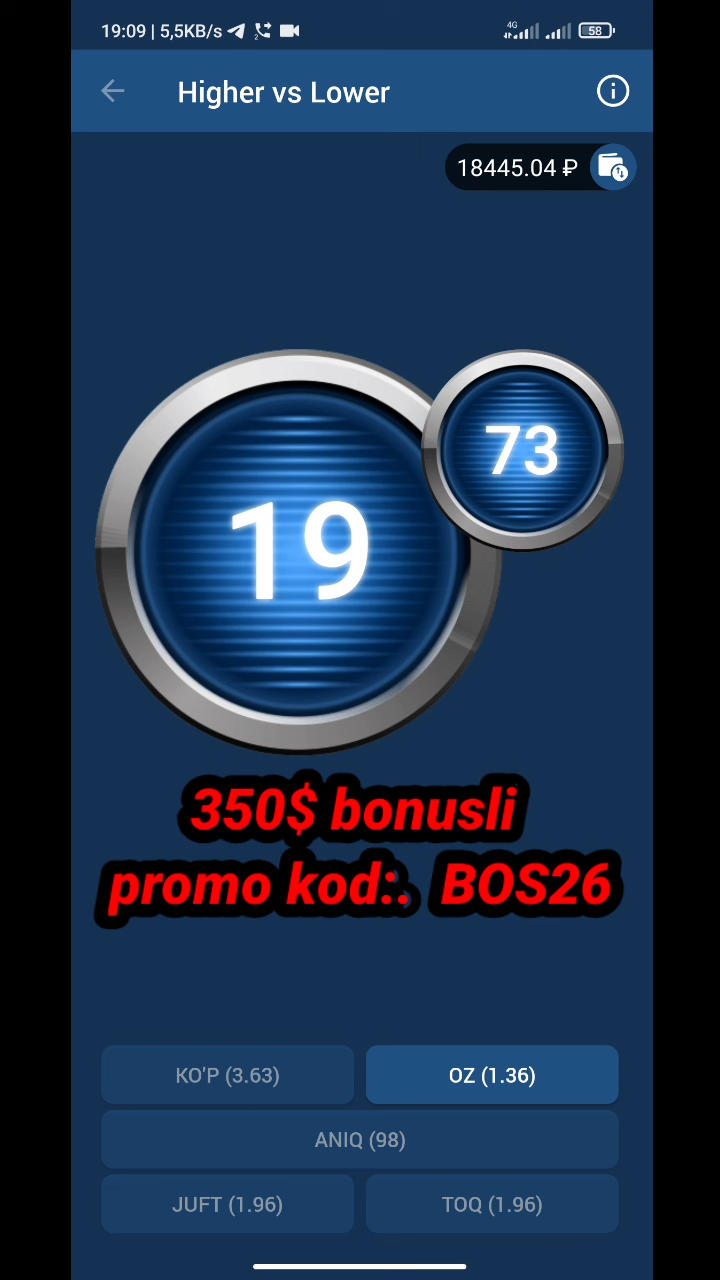 19:09 | 5,5KB/s 4G 58
Higher vs Lower
18445.04 ₽
73
19
350$ bonusli
promo kod:. BOS26
KO'P (3.63) OZ (1.36)
ANIQ (98)
JUFT (1.96) TOQ (1.96)